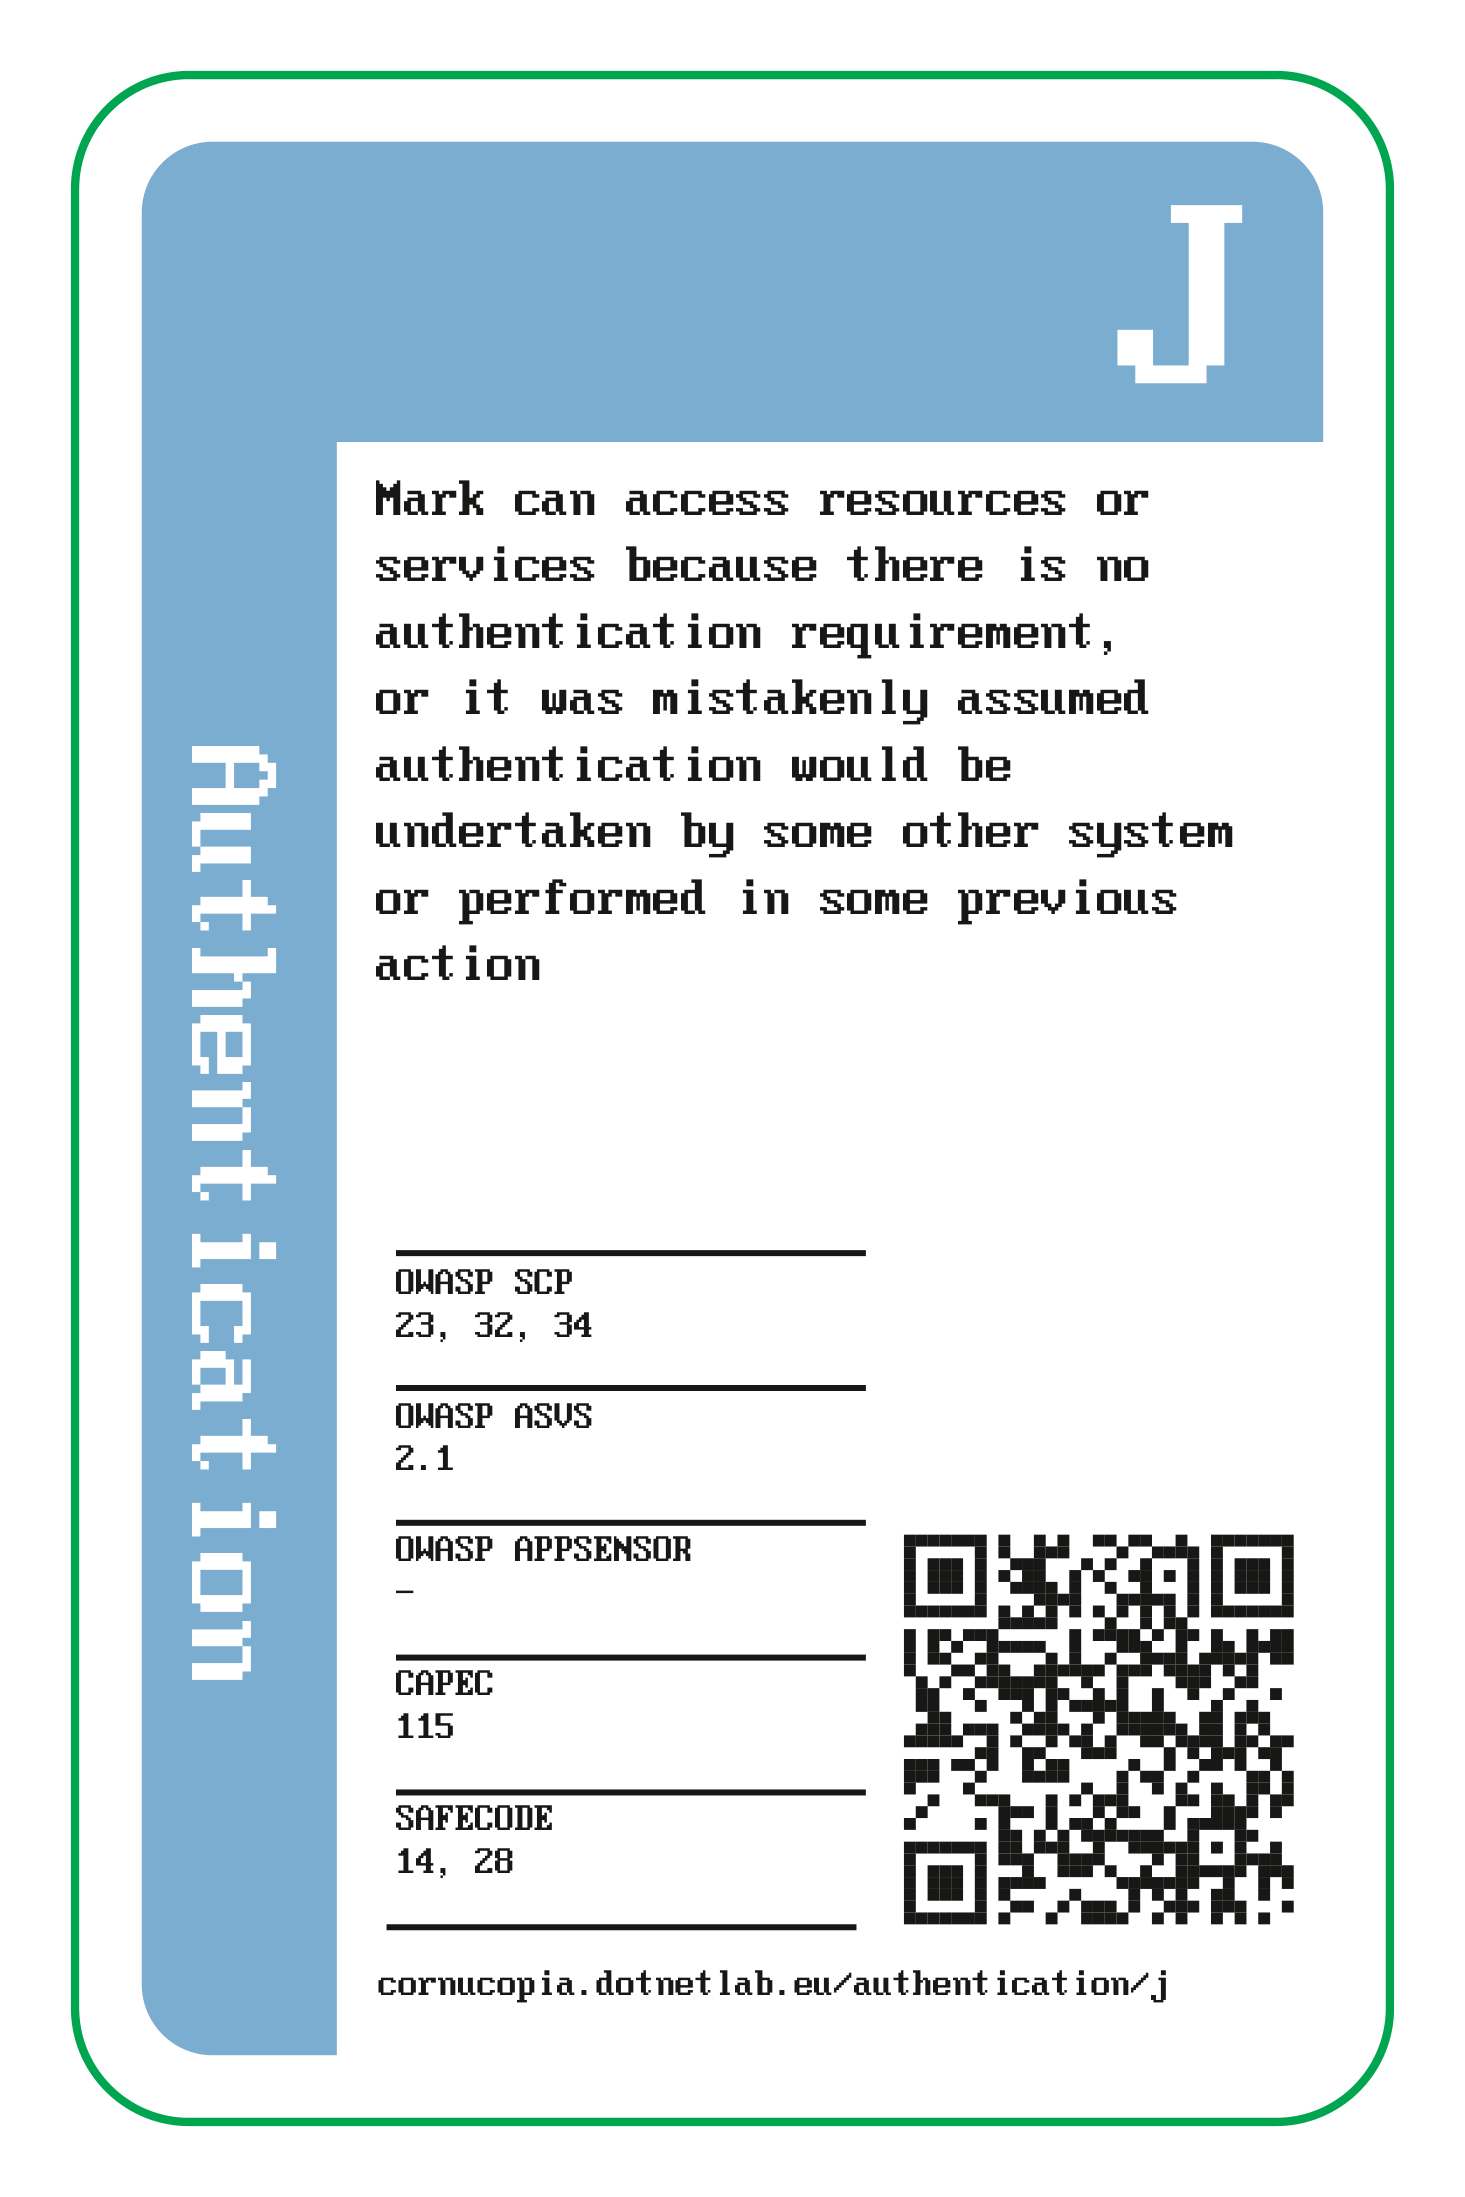 J
Authentication
Mark can access resources or
services because there is no
authentication requirement,
or it was mistakenly assumed
authentication would be
undertaken by some other system
or performed in some previous
action
OWASP SCP
23, 32, 34
OWASP ASVS
2.1
OWASP APPSENSOR
-
CAPEC
115
SAFECODE
14, 28
cornucopia.dotnetlab.eu/authentication/j